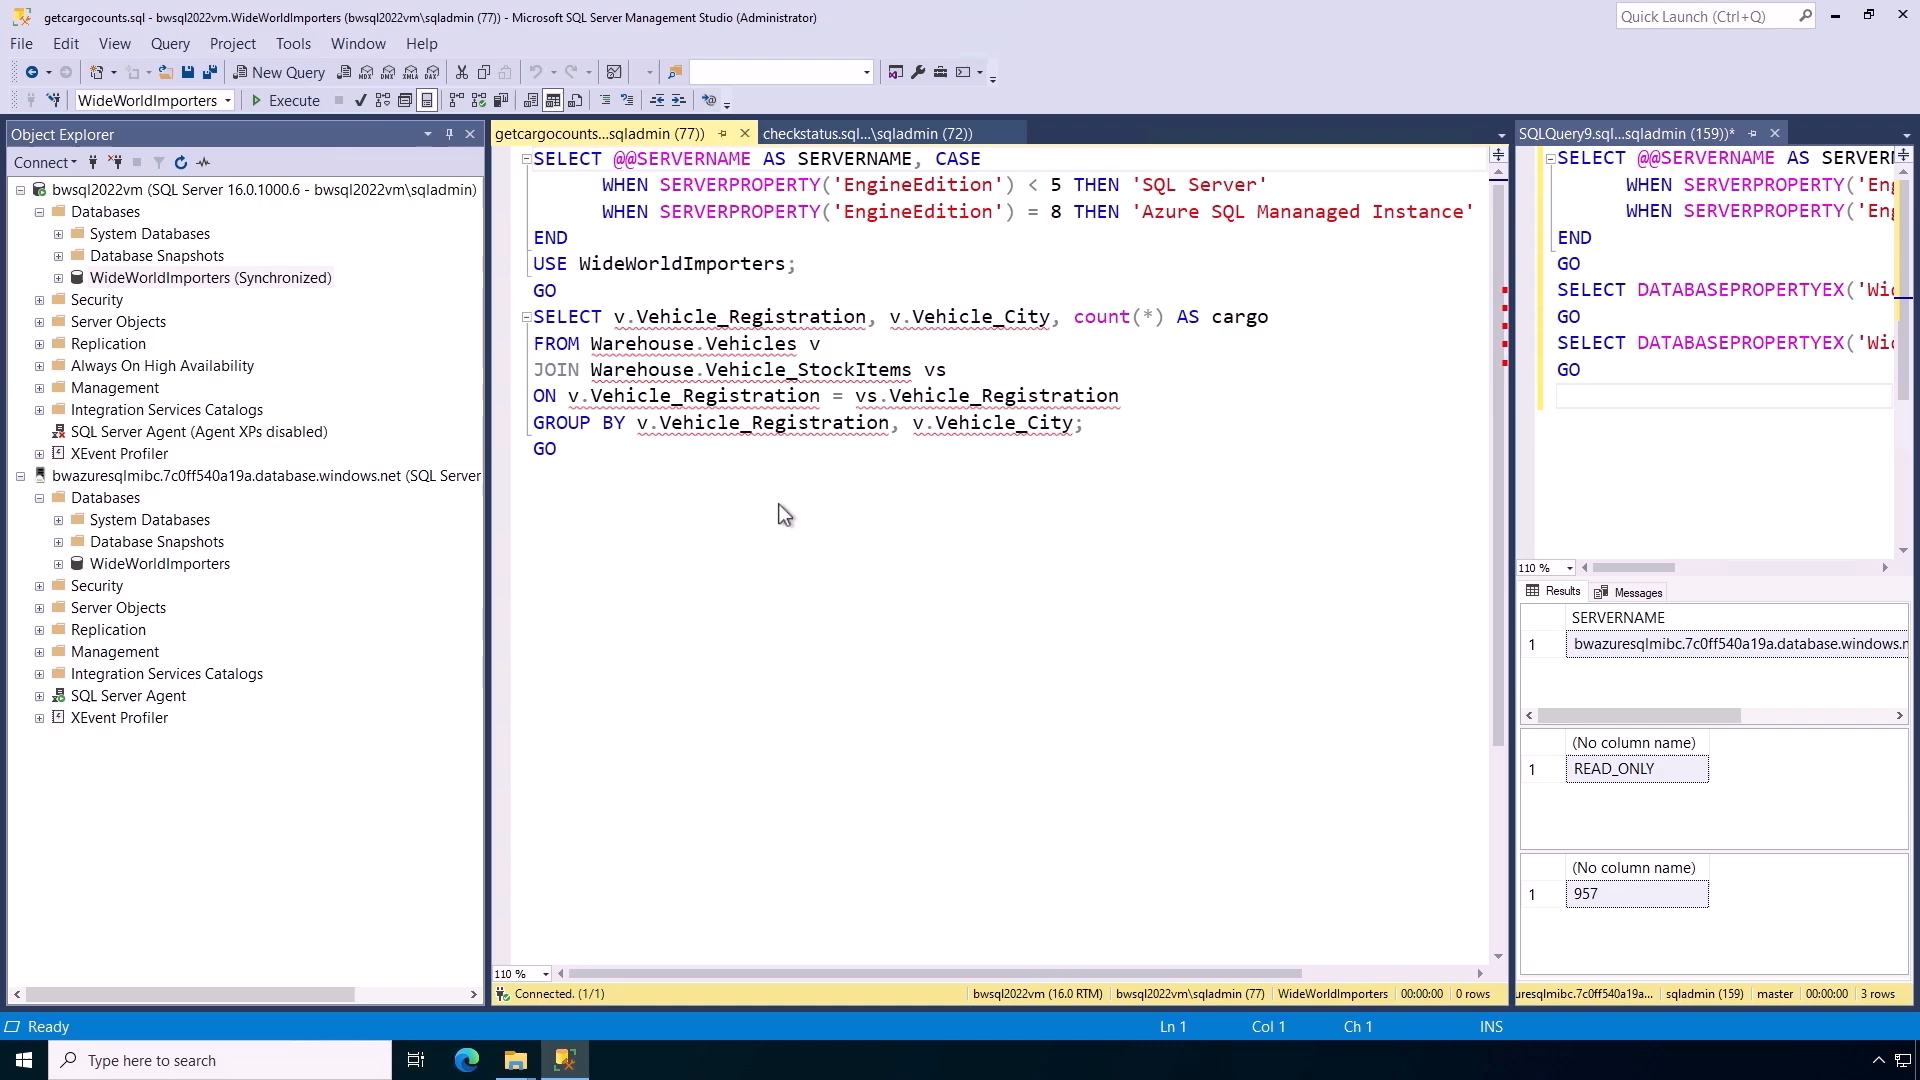 getcargocounts.sql - bwsql2022vm.WideWorldImporters (bwsql2022vm\sqladmin (77)) - Microsoft SQL Server Management Studio (Administrator)
Quick Launch (Ctrl+Q)
File Edit View Query Project Tools Window Help
New Query
WideWorldImporters
Execute
Object Explorer
Connect
bwsql2022vm (SQL Server 16.0.1000.6 - bwsql2022vm\sqladmin)
Databases
System Databases
Database Snapshots
WideWorldImporters (Synchronized)
Security
Server Objects
Replication
Always On High Availability
Management
Integration Services Catalogs
SQL Server Agent (Agent XPs disabled)
XEvent Profiler
bwazuresqlmibc.7c0ff540a19a.database.windows.net (SQL Server
Databases
System Databases
Database Snapshots
WideWorldImporters
Security
Server Objects
Replication
Management
Integration Services Catalogs
SQL Server Agent
XEvent Profiler
getcargocounts...sqladmin (77))
checkstatus.sql...\sqladmin (72))
SELECT @@SERVERNAME AS SERVERNAME, CASE
WHEN SERVERPROPERTY('EngineEdition') < 5 THEN 'SQL Server'
WHEN SERVERPROPERTY('EngineEdition') = 8 THEN 'Azure SQL Mananaged Instance'
END
USE WideWorldImporters;
GO
SELECT v.Vehicle_Registration, v.Vehicle_City, count(*) AS cargo
FROM Warehouse.Vehicles v
JOIN Warehouse.Vehicle_StockItems vs
ON v.Vehicle_Registration = vs.Vehicle_Registration
GROUP BY v.Vehicle_Registration, v.Vehicle_City;
GO
110 %
Connected. (1/1)
bwsql2022vm (16.0 RTM)
bwsql2022vm\sqladmin (77)
WideWorldImporters
00:00:00
0 rows
SQLQuery9.sql...sqladmin (159))*
SELECT @@SERVERNAME AS SERVER
WHEN SERVERPROPERTY('Eng
WHEN SERVERPROPERTY('Eng
END
GO
SELECT DATABASEPROPERTYEX('Wid
GO
SELECT DATABASEPROPERTYEX('Wid
GO
110 %
Results
Messages
SERVERNAME
1 bwazuresqlmibc.7c0ff540a19a.database.windows.n
(No column name)
1 READ_ONLY
(No column name)
1 957
uresqlmibc.7c0ff540a19a...
sqladmin (159)
master
00:00:00
3 rows
Ready
Ln 1
Col 1
Ch 1
INS
Type here to search